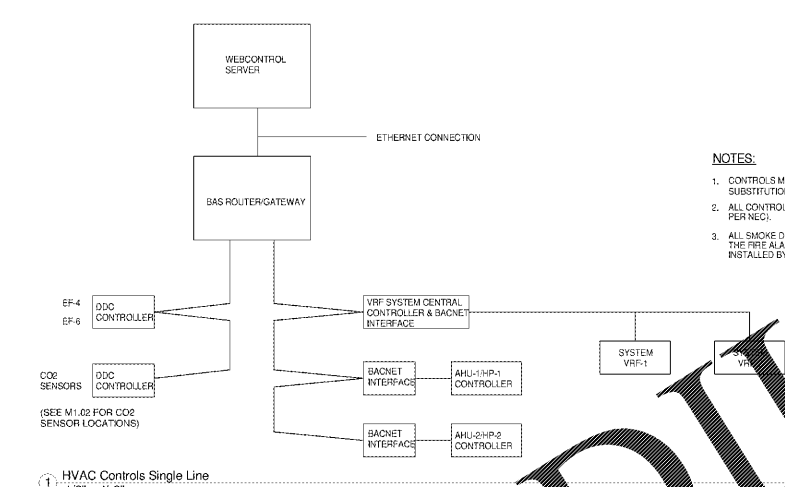 WEBCONTROL
SERVER
ETHERNET CONNECTION
BAS ROUTER/GATEWAY
NOTES:
1. CONTROLS M
SUBSTITUTIO
2. ALL CONTROL
PER NEC).
3. ALL SMOKE D
THE FIRE ALA
INSTALLED BY
EF-4
EF-6
DDC
CONTROLLER
VRF SYSTEM CENTRAL
CONTROLLER & BACNET
INTERFACE
SYSTEM
VRF-1
CO2
SENSORS
DDC
CONTROLLER
BACNET
INTERFACE
AHU-1/HP-1
CONTROLLER
(SEE M1.02 FOR CO2
SENSOR LOCATIONS)
BACNET
INTERFACE
AHU-2/HP-2
CONTROLLER
1 HVAC Controls Single Line